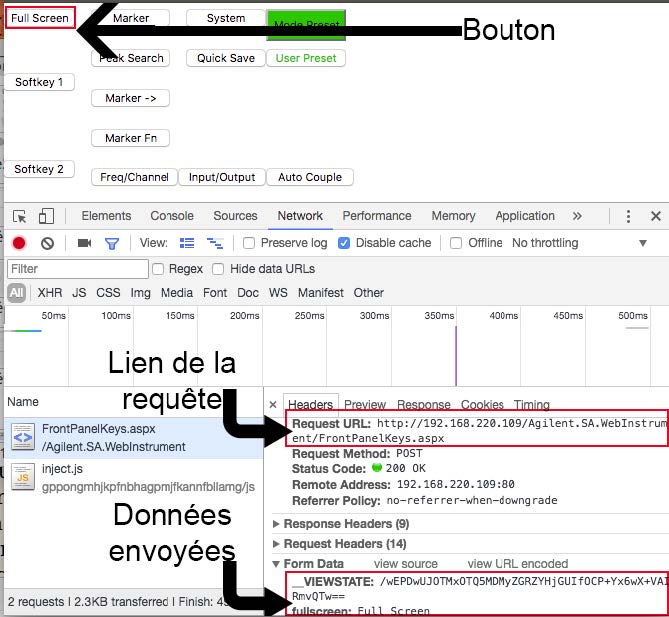 Full Screen Marker System Mode Preset Bouton
Peak Search Quick Save User Preset
Softkey 1
Marker ->
Marker Fn
Softkey 2
Freq/Channel Input/Output Auto Couple
Elements Console Sources Network Performance Memory Application »
View: Preserve log Disable cache Offline No throttling
Filter Regex Hide data URLs
All XHR JS CSS Img Media Font Doc WS Manifest Other
50ms 100ms 150ms 200ms 250ms 300ms 350ms 400ms 450ms 500ms
Lien de la
requête
Name
FrontPanelKeys.aspx
/Agilent.SA.WebInstrument
inject.js
gppongmhjkpfnbhagpmjfkannfbllamg/js
Données
envoyées
2 requests | 2.3KB transferred | Finish:
× Headers Preview Response Cookies Timing
Request URL: http://192.168.220.109/Agilent.SA.WebInstrum
ent/FrontPanelKeys.aspx
Request Method: POST
Status Code: 200 OK
Remote Address: 192.168.220.109:80
Referrer Policy: no-referrer-when-downgrade
Response Headers (9)
Request Headers (14)
Form Data view source view URL encoded
__VIEWSTATE: /wEPDwUJOTMxOTQ5MDMyZGRZYHjGUIfOCP+Yx6wX+VAI
RmvQTw==
fullscreen: Full Screen